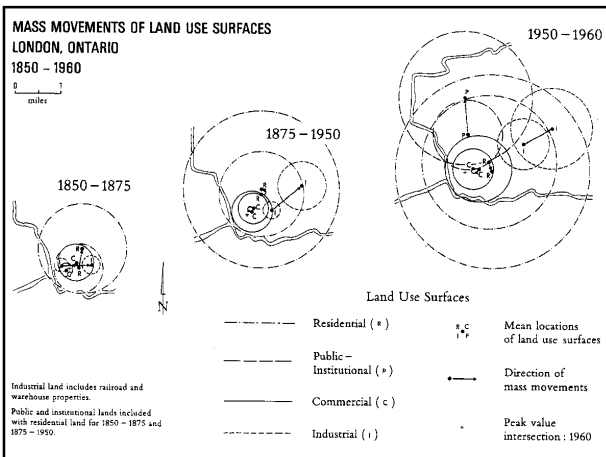 MASS MOVEMENTS OF LAND USE SURFACES
LONDON, ONTARIO
1850 – 1960
0 1
miles
1850 – 1875
1875 – 1950
1950 – 1960
N
Land Use Surfaces
Residential ( R )
Public –
Institutional ( P )
Commercial ( C )
Industrial ( I )
R C
I P
Mean locations
of land use surfaces
Direction of
mass movements
Peak value
intersection : 1960
Industrial land includes railroad and
warehouse properties.
Public and institutional lands included
with residential land for 1850 – 1875 and
1875 – 1950.